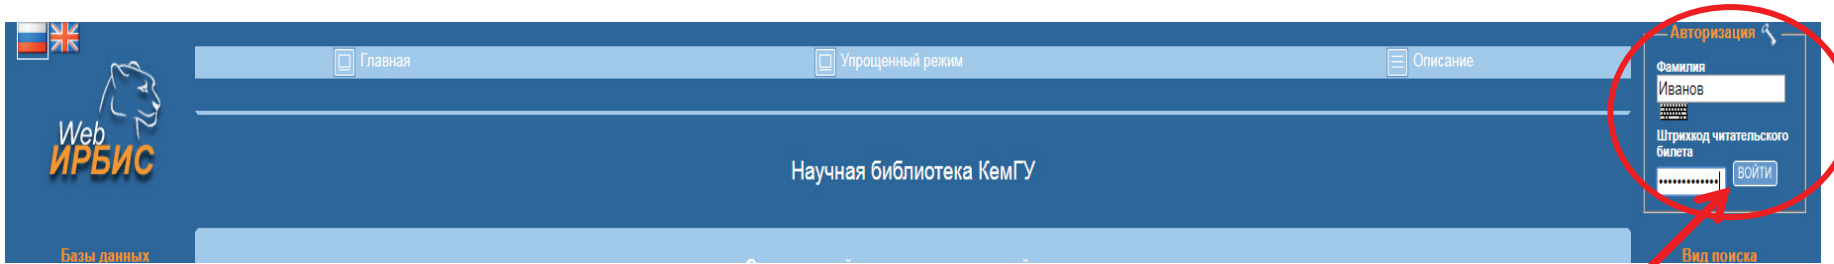 Главная
Упрощенный режим
Описание
Web
ИРБИС
Научная библиотека КемГУ
Авторизация
Фамилия
Иванов
Штрихкод читательского
билета
ВОЙТИ
Базы данных
Вид поиска